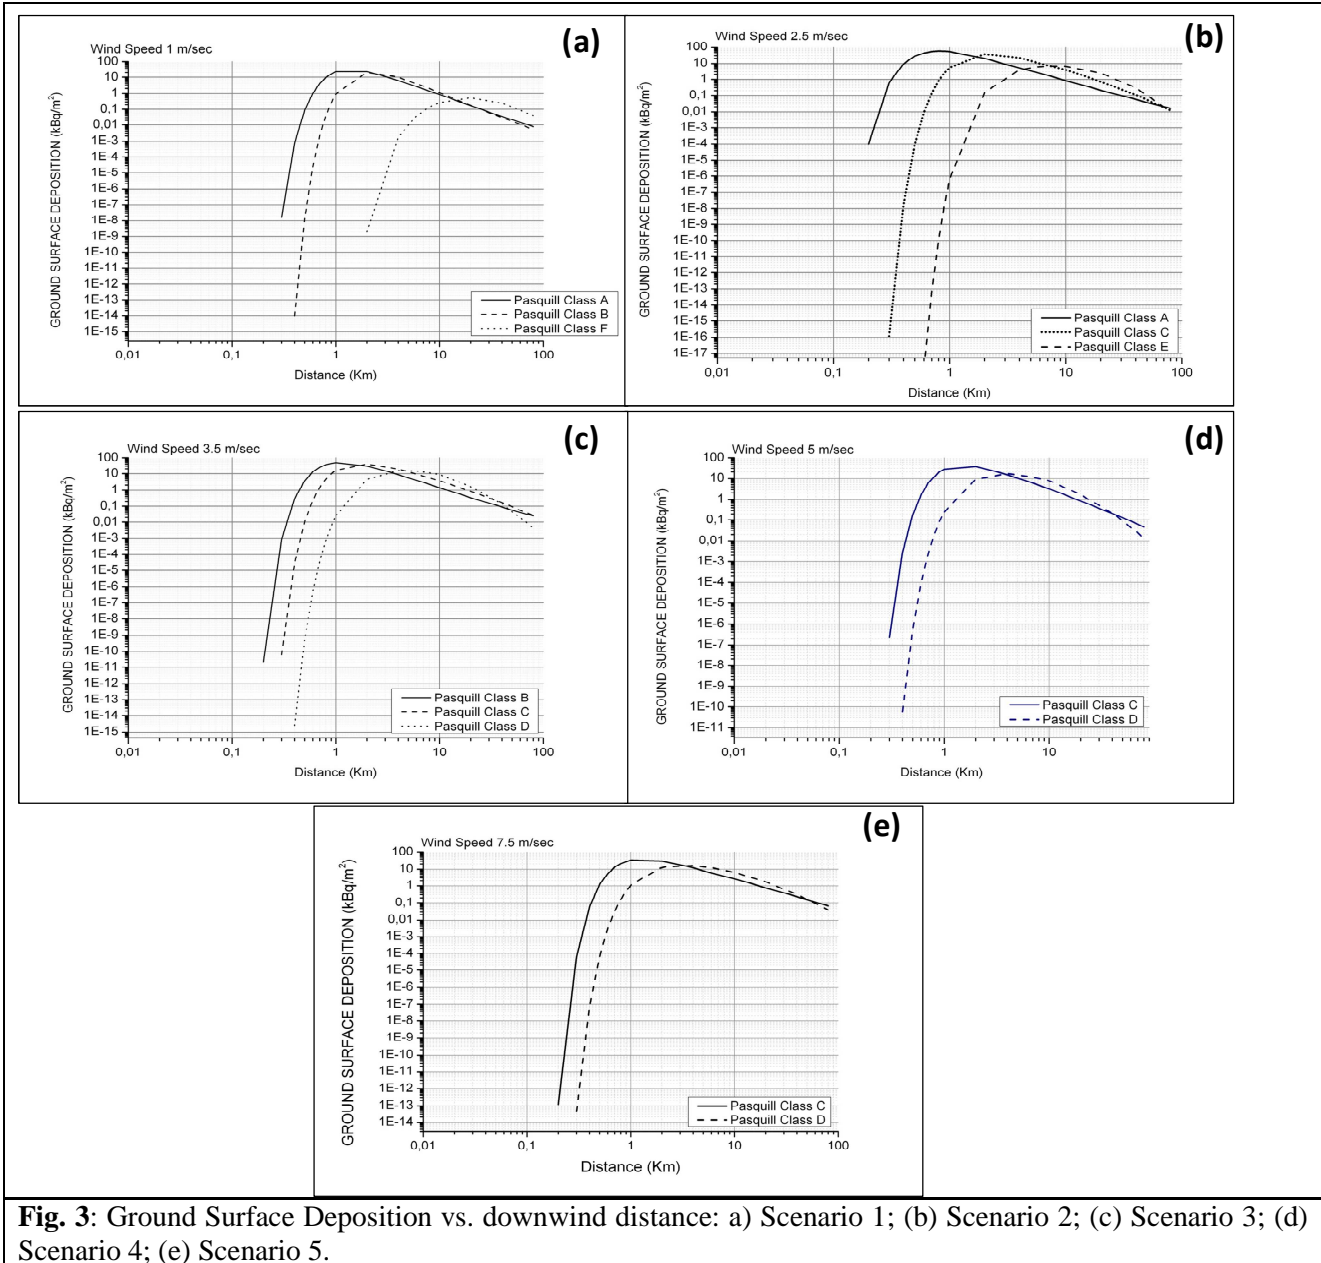 Wind Speed 1 m/sec
(a)
GROUND SURFACE DEPOSITION (kBq/m²)
100
10
1
0,1
0,01
1E-3
1E-4
1E-5
1E-6
1E-7
1E-8
1E-9
1E-10
1E-11
1E-12
1E-13
1E-14
1E-15
0,01
0,1
1
10
100
Distance (Km)
Pasquill Class A
Pasquill Class B
Pasquill Class F
Wind Speed 2.5 m/sec
(b)
GROUND SURFACE DEPOSITION (kBq/m²)
100
10
1
0,1
0,01
1E-3
1E-4
1E-5
1E-6
1E-7
1E-8
1E-9
1E-10
1E-11
1E-12
1E-13
1E-14
1E-15
1E-16
1E-17
0,01
0,1
1
10
100
Distance (Km)
Pasquill Class A
Pasquill Class C
Pasquill Class E
Wind Speed 3.5 m/sec
(c)
GROUND SURFACE DEPOSITION (kBq/m²)
100
10
1
0,1
0,01
1E-3
1E-4
1E-5
1E-6
1E-7
1E-8
1E-9
1E-10
1E-11
1E-12
1E-13
1E-14
1E-15
0,01
0,1
1
10
100
Distance (Km)
Pasquill Class B
Pasquill Class C
Pasquill Class D
Wind Speed 5 m/sec
(d)
GROUND SURFACE DEPOSITION (kBq/m²)
100
10
1
0,1
0,01
1E-3
1E-4
1E-5
1E-6
1E-7
1E-8
1E-9
1E-10
1E-11
0,01
0,1
1
10
Distance (Km)
Pasquill Class C
Pasquill Class D
Wind Speed 7.5 m/sec
(e)
GROUND SURFACE DEPOSITION (kBq/m²)
100
10
1
0,1
0,01
1E-3
1E-4
1E-5
1E-6
1E-7
1E-8
1E-9
1E-10
1E-11
1E-12
1E-13
1E-14
0,01
0,1
1
10
100
Distance (Km)
Pasquill Class C
Pasquill Class D
Fig. 3: Ground Surface Deposition vs. downwind distance: a) Scenario 1; (b) Scenario 2; (c) Scenario 3; (d)
Scenario 4; (e) Scenario 5.